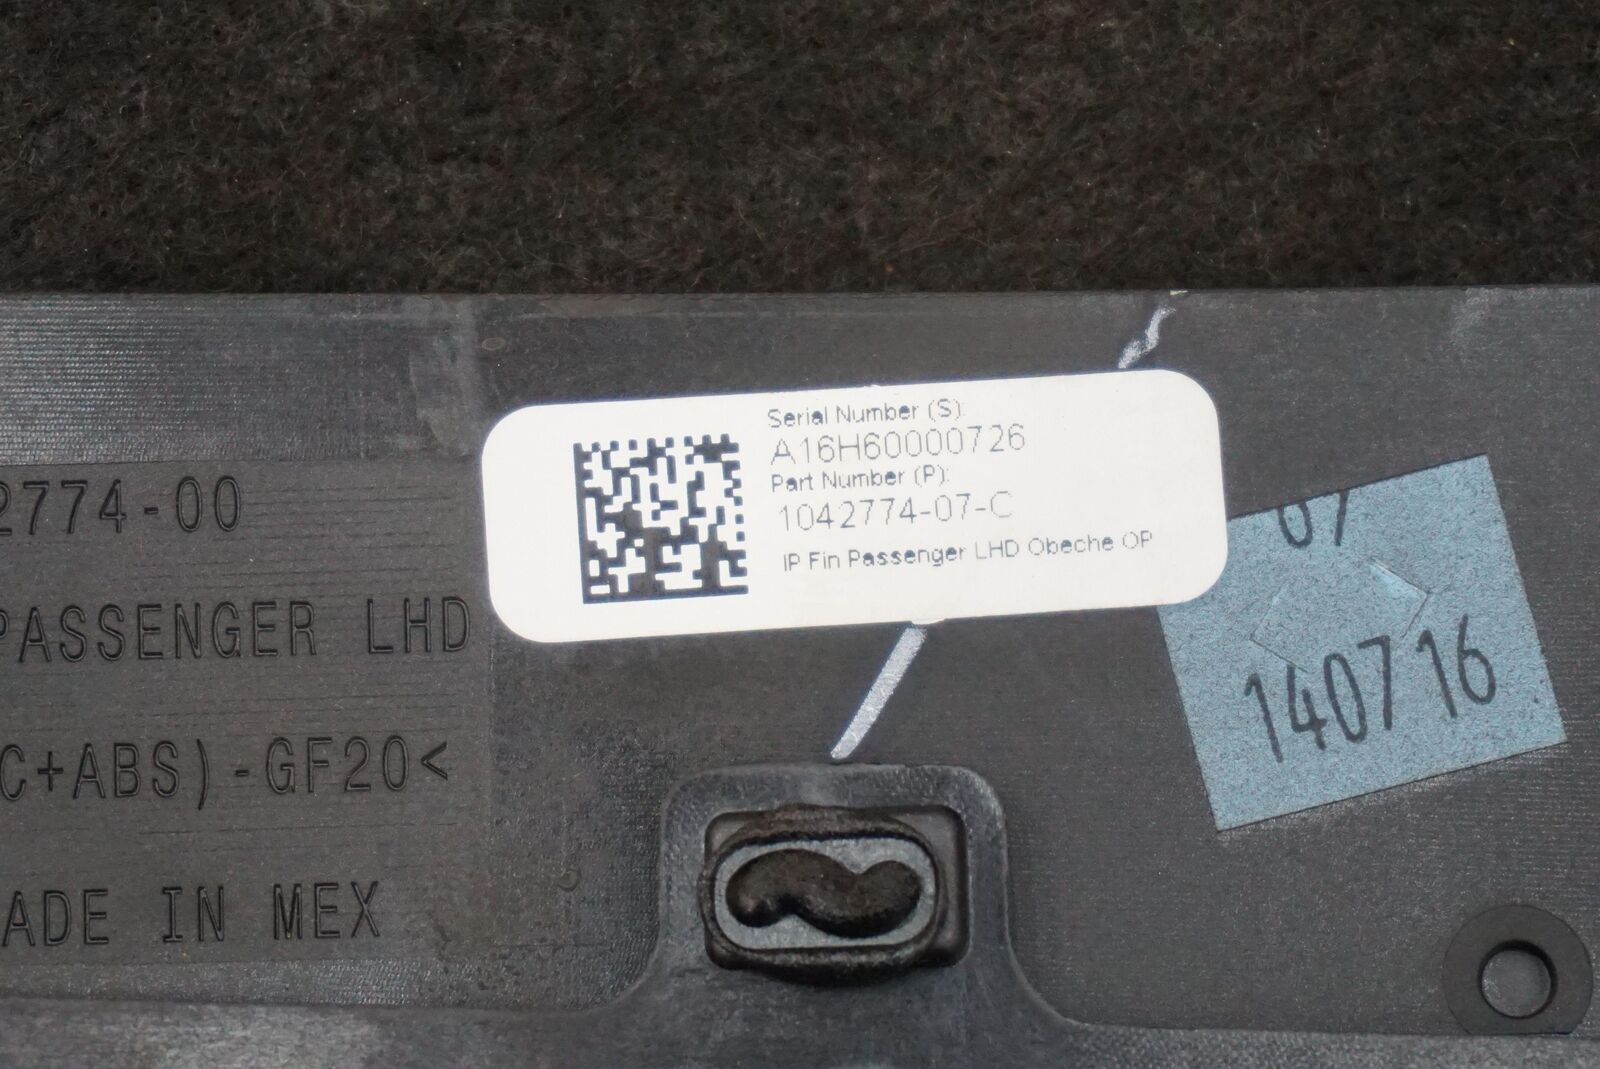 Serial Number (S):
A16H60000726
Part Number (P):
1042774-07-C
IP Fin Passenger LHD Obeche OP
2774-00
PASSENGER LHD
C+ABS)-GF20<
ADE IN MEX
07
140716